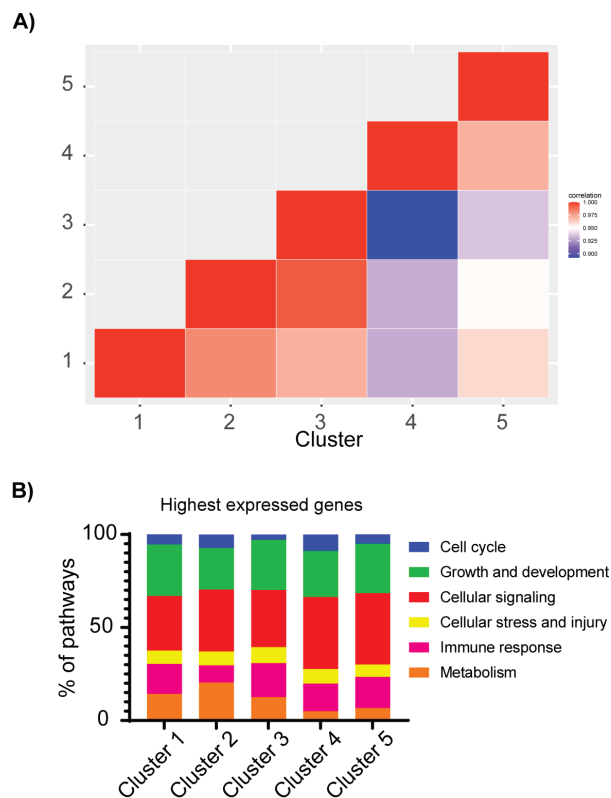 A)
5
4
3
2
1
1 2 3 4 5
Cluster
correlation
1.000
0.975
0.950
0.925
0.900
B)
Highest expressed genes
% of pathways
100
50
0
Cell cycle
Growth and development
Cellular signaling
Cellular stress and injury
Immune response
Metabolism
Cluster 1
Cluster 2
Cluster 3
Cluster 4
Cluster 5